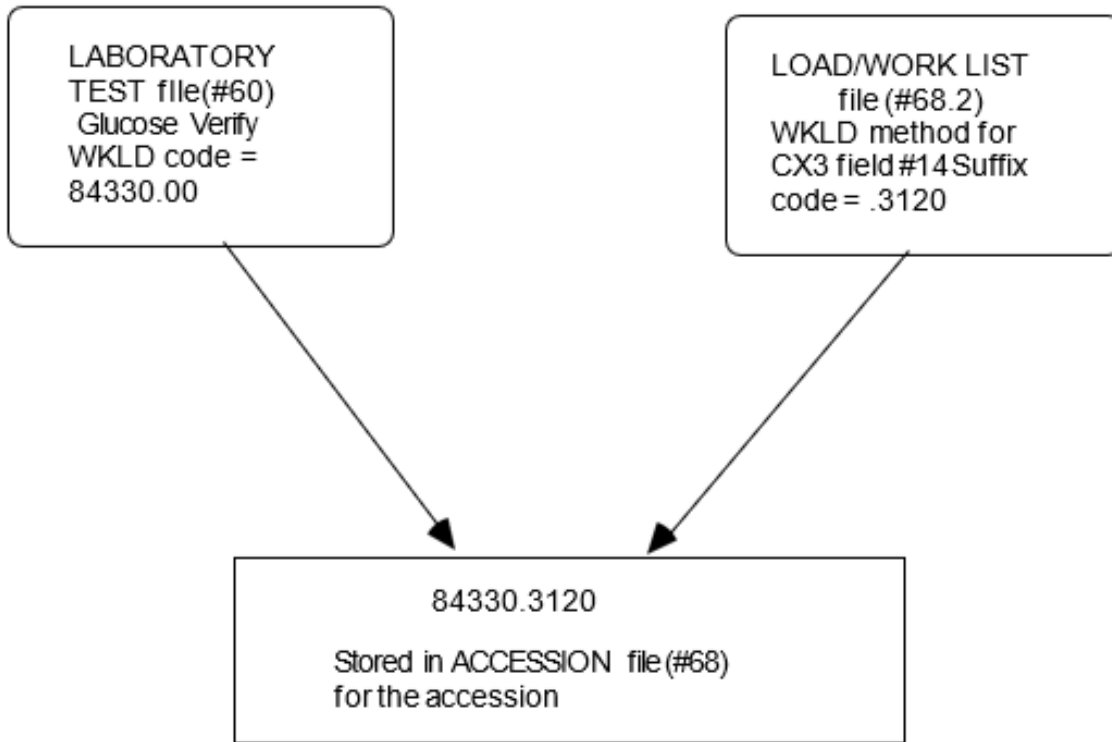 LABORATORY
TEST fIle(#60)
Glucose Verify
WKLD code =
84330.00
LOAD/WORK LIST
file (#68.2)
WKLD method for
CX3 field #14 Suffix
code = .3120
84330.3120
Stored in ACCESSION file (#68)
for the accession